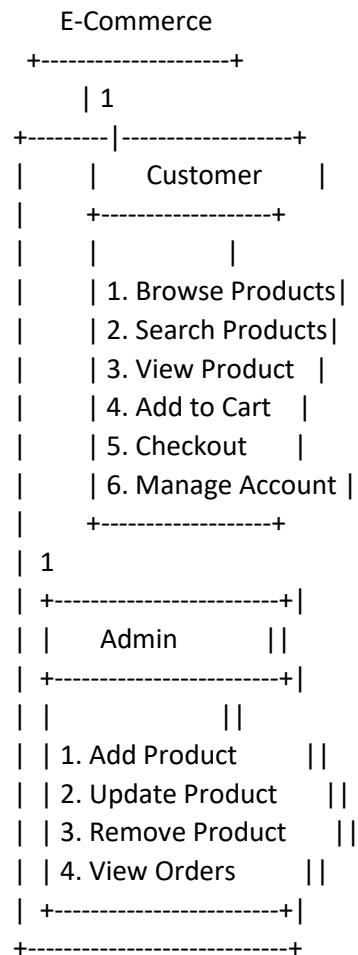 E-Commerce
+---------------------+
| 1
+---------|-------------------+
| | Customer |
| +------------------+
| | |
| | 1. Browse Products|
| | 2. Search Products|
| | 3. View Product |
| | 4. Add to Cart |
| | 5. Checkout |
| | 6. Manage Account |
| +------------------+
| 1
| +-------------------------+|
| | Admin ||
| +-------------------------+|
| | ||
| | 1. Add Product ||
| | 2. Update Product ||
| | 3. Remove Product ||
| | 4. View Orders ||
| +-------------------------+|
+-----------------------------+